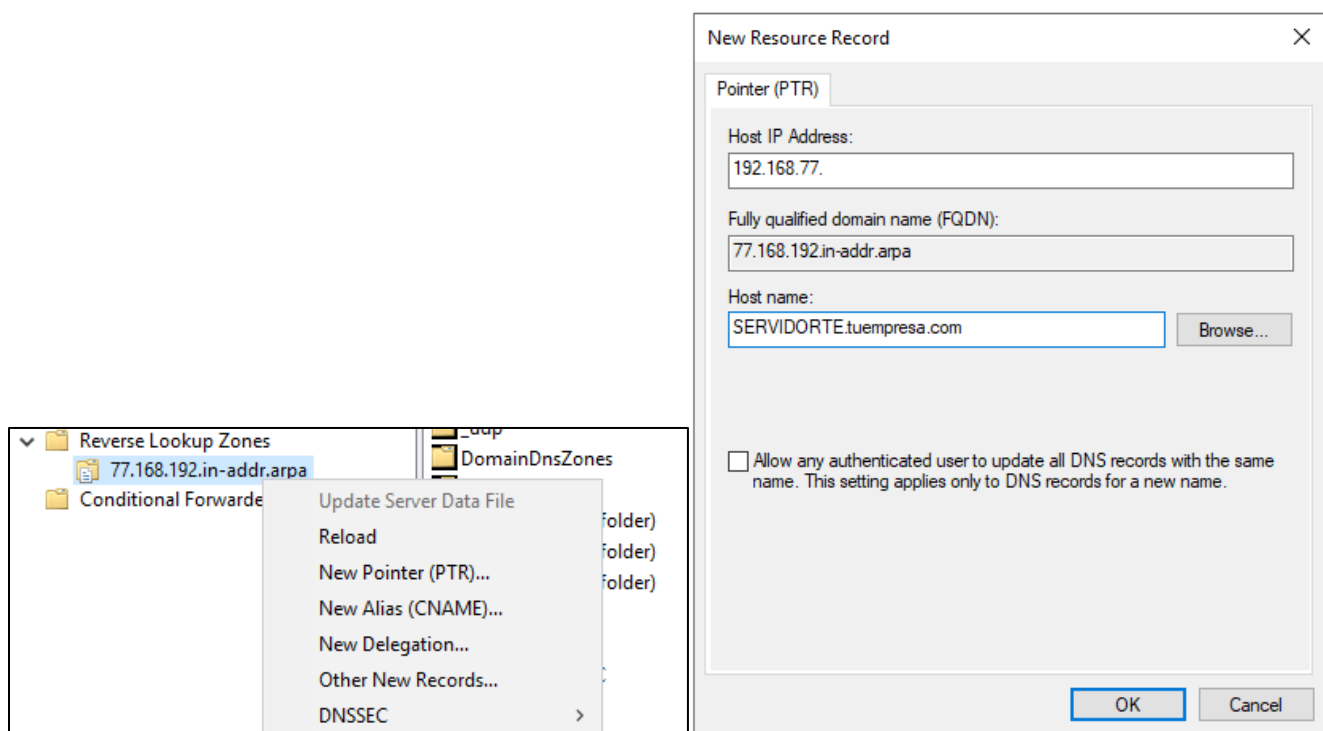 Reverse Lookup Zones
77.168.192.in-addr.arpa
Conditional Forwarde
DomainDnsZones
folder)
folder)
folder)
Update Server Data File
Reload
New Pointer (PTR)...
New Alias (CNAME)...
New Delegation...
Other New Records...
DNSSEC
New Resource Record
Pointer (PTR)
Host IP Address:
192.168.77.
Fully qualified domain name (FQDN):
77.168.192.in-addr.arpa
Host name:
SERVIDORTE.tuempresa.com
Browse...
Allow any authenticated user to update all DNS records with the same
name. This setting applies only to DNS records for a new name.
OK
Cancel